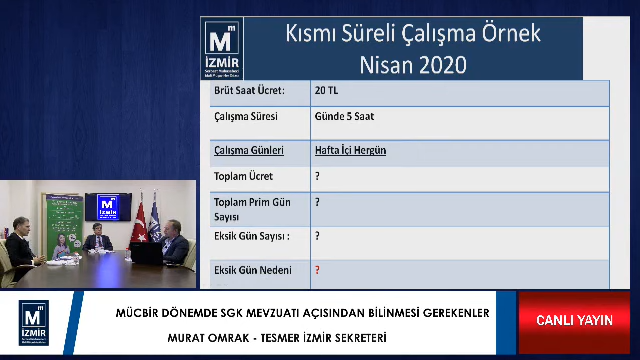 M
m
İZMİR
Kısmı Süreli Çalışma Örnek
Nisan 2020
Brüt Saat Ücret: 20 TL
Çalışma Süresi Günde 5 Saat
Çalışma Günleri Hafta İçi Hergün
Toplam Ücret ?
Toplam Prim Gün ?
Sayısı
Eksik Gün Sayısı : ?
Eksik Gün Nedeni ?
M
İZMİR
M
m
İZMİR
MÜCBİR DÖNEMDE SGK MEVZUATI AÇISINDAN BİLİNMESİ GEREKENLER
MURAT OMRAK - TESMER İZMİR SEKRETERİ
CANLI YAYIN